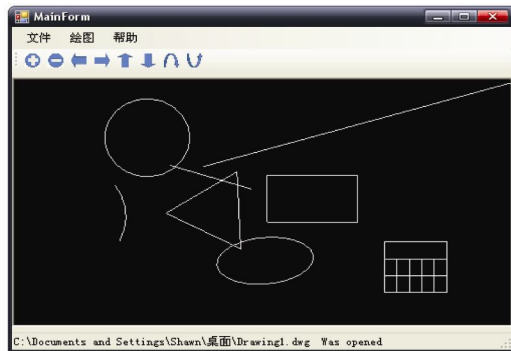 MainForm
文件 绘图 帮助
C:\Documents and Settings\Shawn\桌面\Drawing1.dwg Was opened